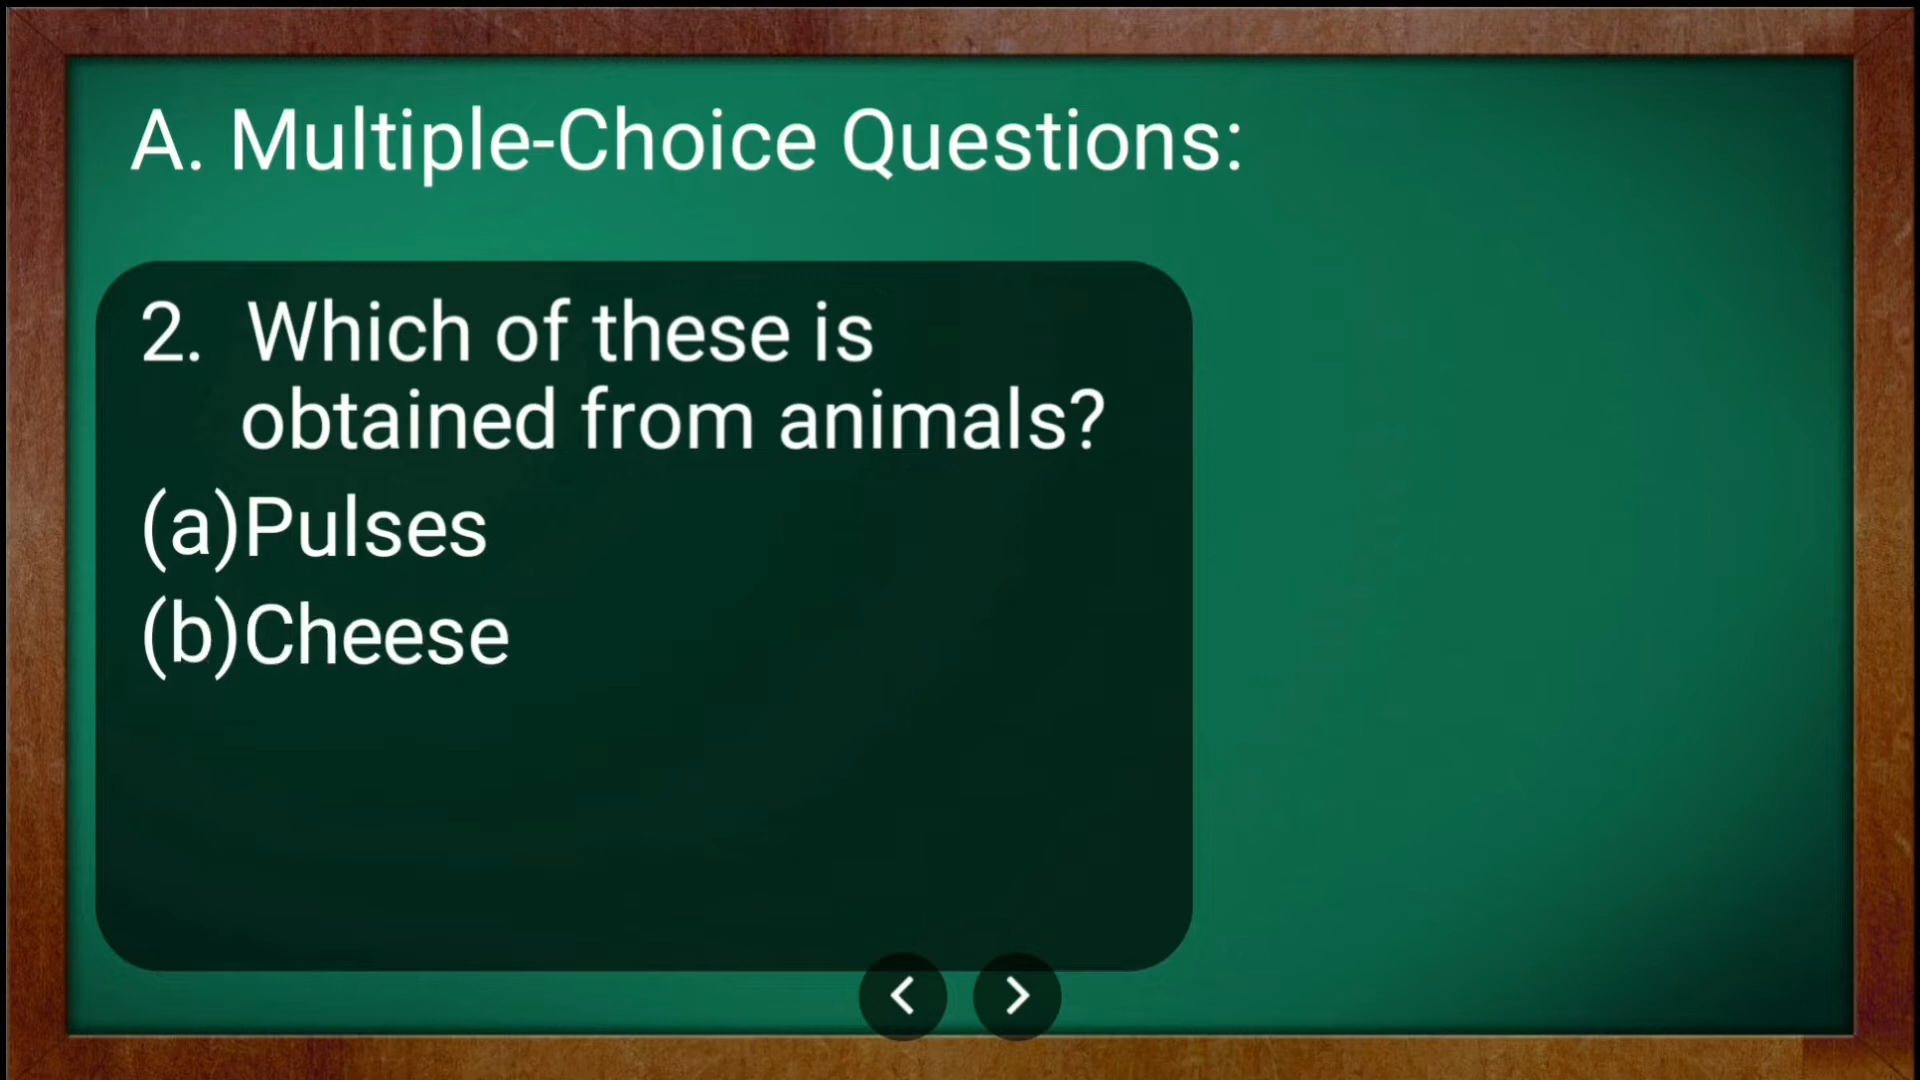 A. Multiple-Choice Questions:
2. Which of these is
obtained from animals?
(a)Pulses
(b)Cheese